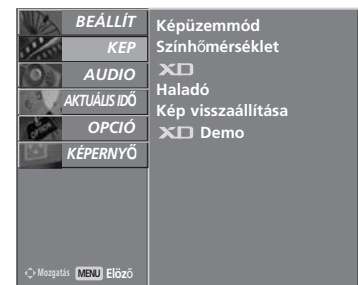 BEÁLLÍT
KEP
AUDIO
AKTUÁLIS IDŐ
OPCIÓ
KÉPERNYŐ
Képüzemmód
Színhőmérséklet
XD
Haladó
Kép visszaállítása
XD Demo
Mozgatás MENU Előző